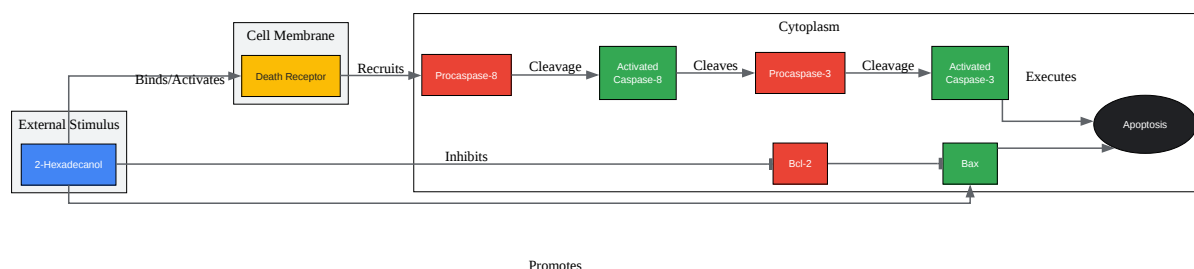 Cytoplasm
Cell Membrane
Death Receptor
Binds/Activates
Recruits
Procaspase-8
Cleavage
Activated
Caspase-8
Cleaves
Procaspase-3
Cleavage
Activated
Caspase-3
Executes
Apoptosis
External Stimulus
2-Hexadecanol
Inhibits
Bcl-2
Bax
Promotes